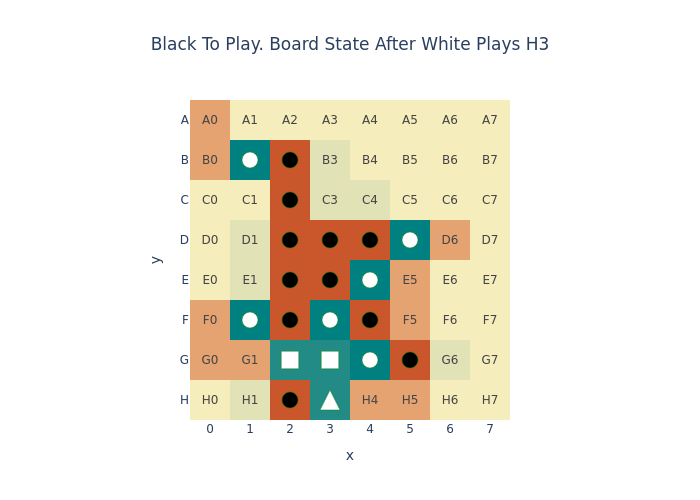 Black To Play. Board State After White Plays H3
A A0 A1 A2 A3 A4 A5 A6 A7
B B0 B3 B4 B5 B6 B7
C C0 C1 C3 C4 C5 C6 C7
D D0 D1 D6 D7
y
E E0 E1 E5 E6 E7
F F0 F5 F6 F7
G G0 G1 G6 G7
H H0 H1 H4 H5 H6 H7
0 1 2 3 4 5 6 7
x